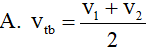 A. v_tb = (v_1 + v_2) / 2